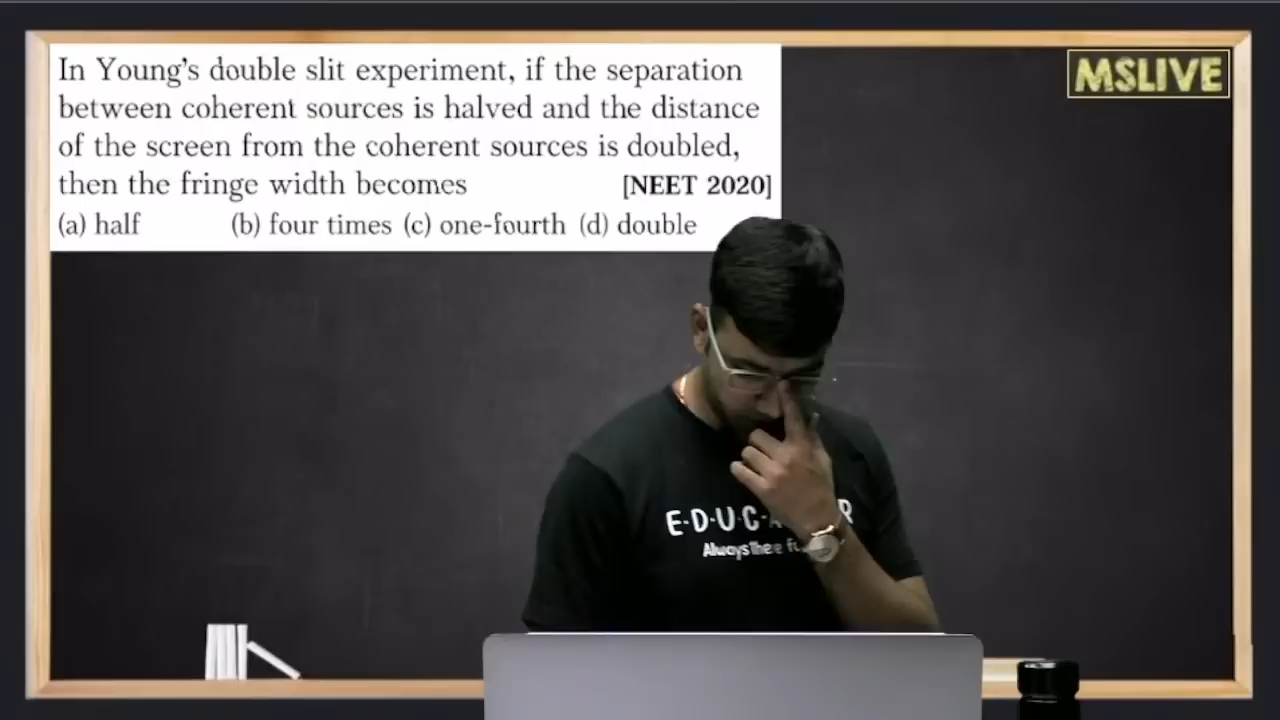 In Young’s double slit experiment, if the separation
between coherent sources is halved and the distance
of the screen from the coherent sources is doubled,
then the fringe width becomes [NEET 2020]
(a) half (b) four times (c) one-fourth (d) double
MSLIVE
Always